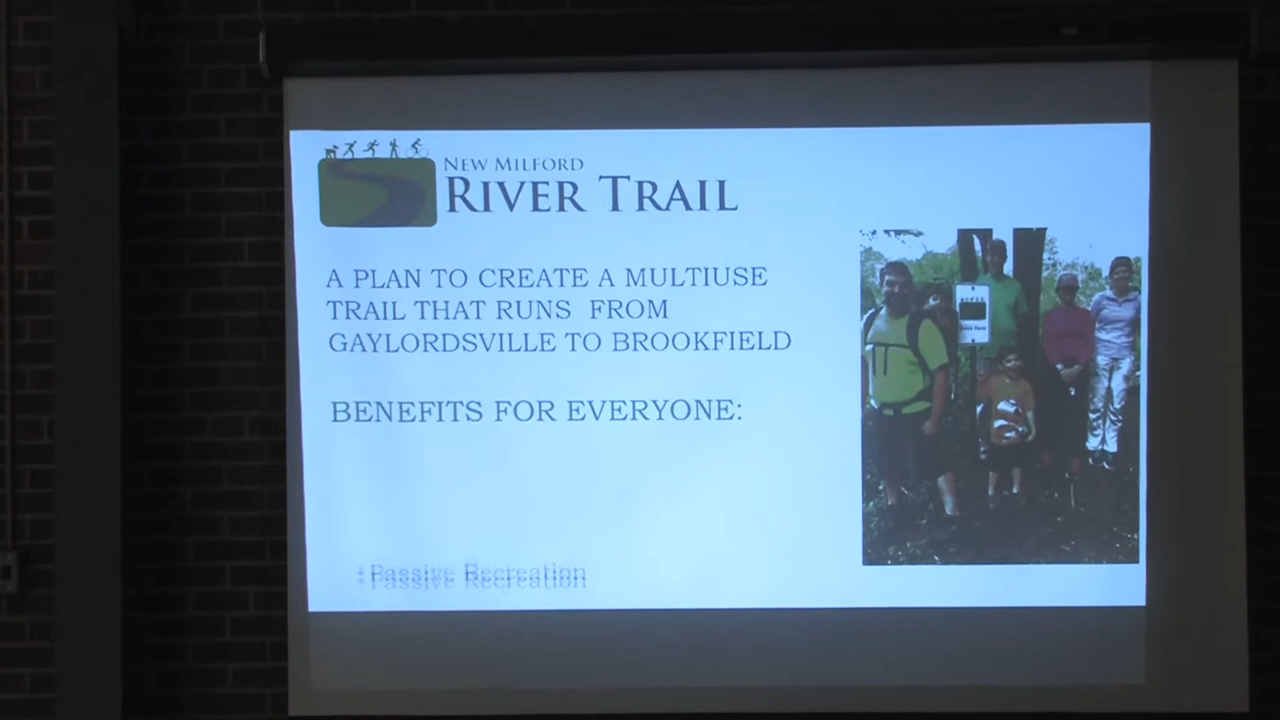 NEW MILFORD
RIVER TRAIL
A PLAN TO CREATE A MULTIUSE
TRAIL THAT RUNS FROM
GAYLORDSVILLE TO BROOKFIELD
BENEFITS FOR EVERYONE:
• Passive Recreation